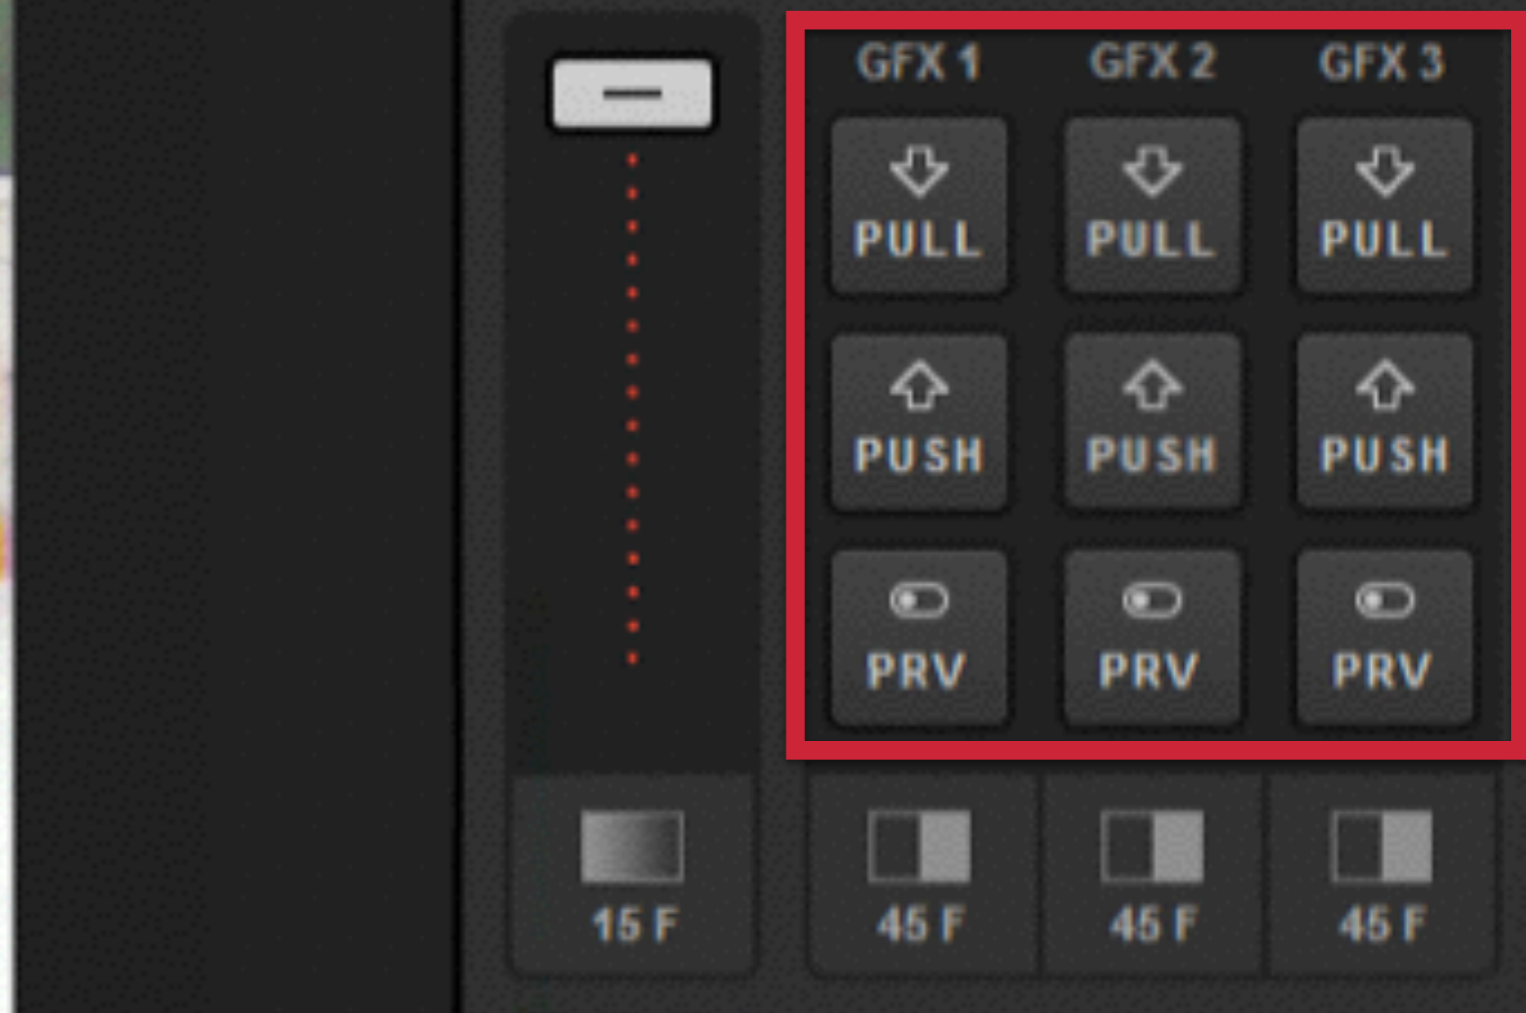 GFX 1 GFX 2 GFX 3
PULL PULL PULL
PUSH PUSH PUSH
PRV PRV PRV
15 F 45 F 45 F 45 F